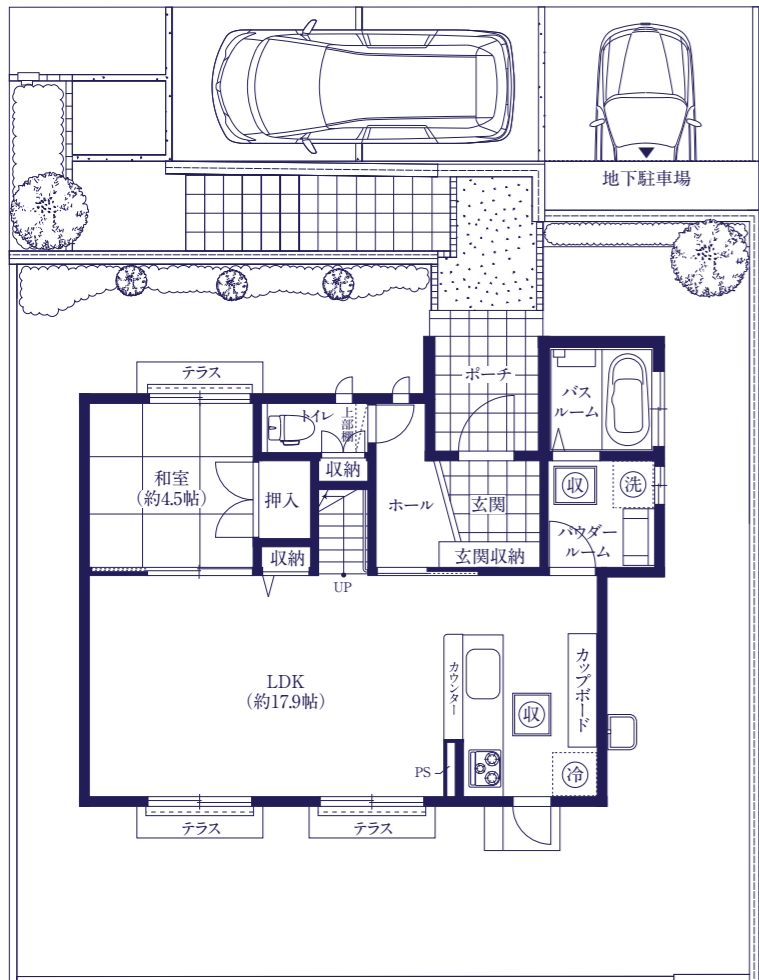 地下駐車場
テラス
ポーチ
バス
ルーム
トイレ
上部棚
収納
和室
(約4.5帖)
押入
ホール
玄関
収
洗
パウダー
ルーム
収納
玄関収納
UP
LDK
(約17.9帖)
カウンター
カップボード
収
PS
冷
テラス
テラス